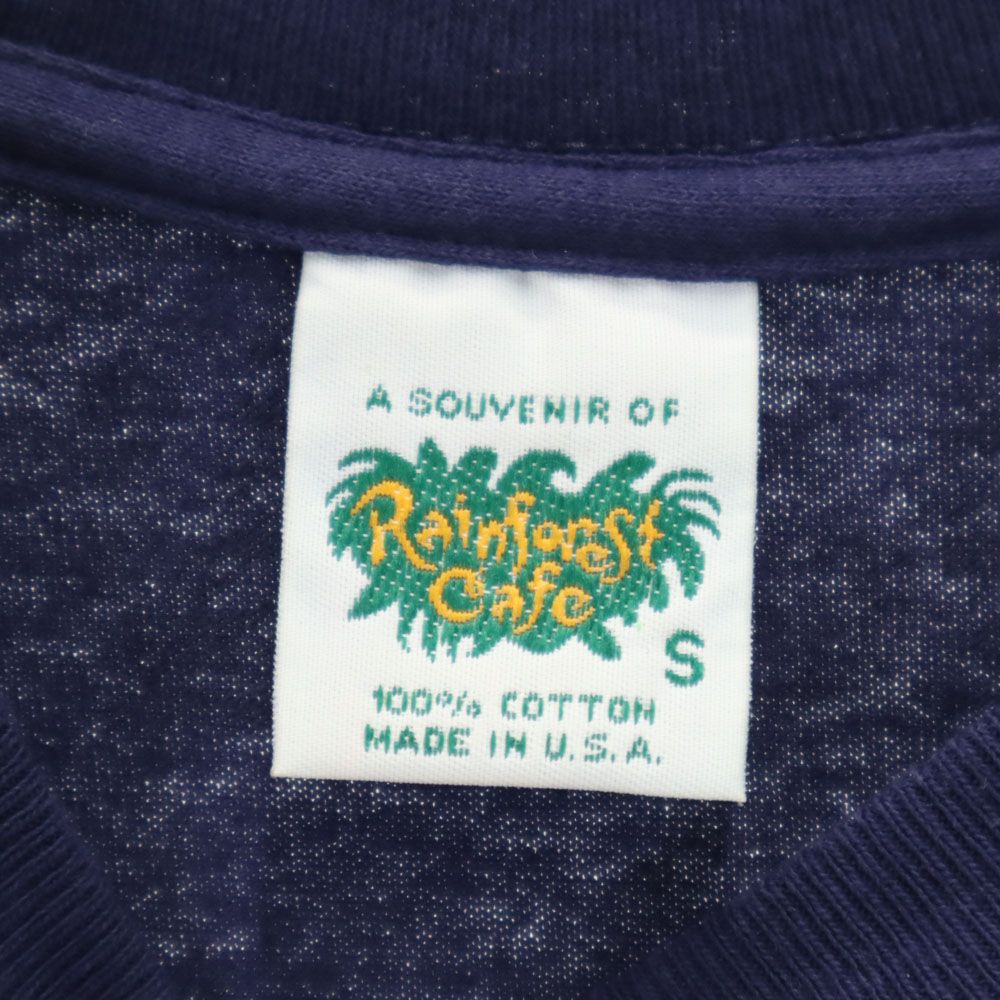 A SOUVENIR OF
Rainforest
Cafe
S
100% COTTON
MADE IN U.S.A.